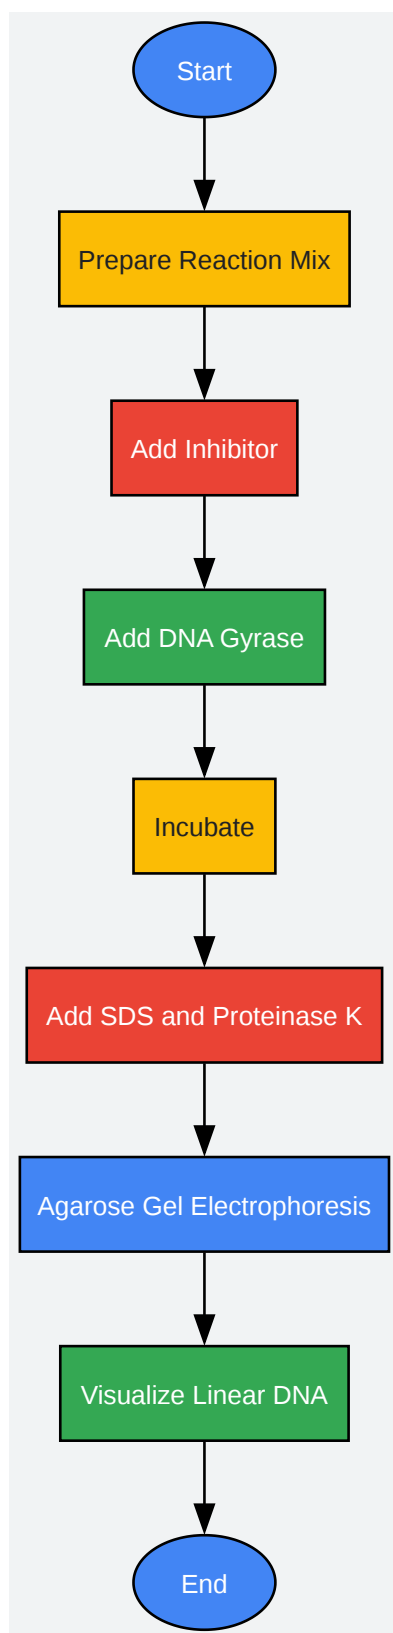 Start
Prepare Reaction Mix
Add Inhibitor
Add DNA Gyrase
Incubate
Add SDS and Proteinase K
Agarose Gel Electrophoresis
Visualize Linear DNA
End